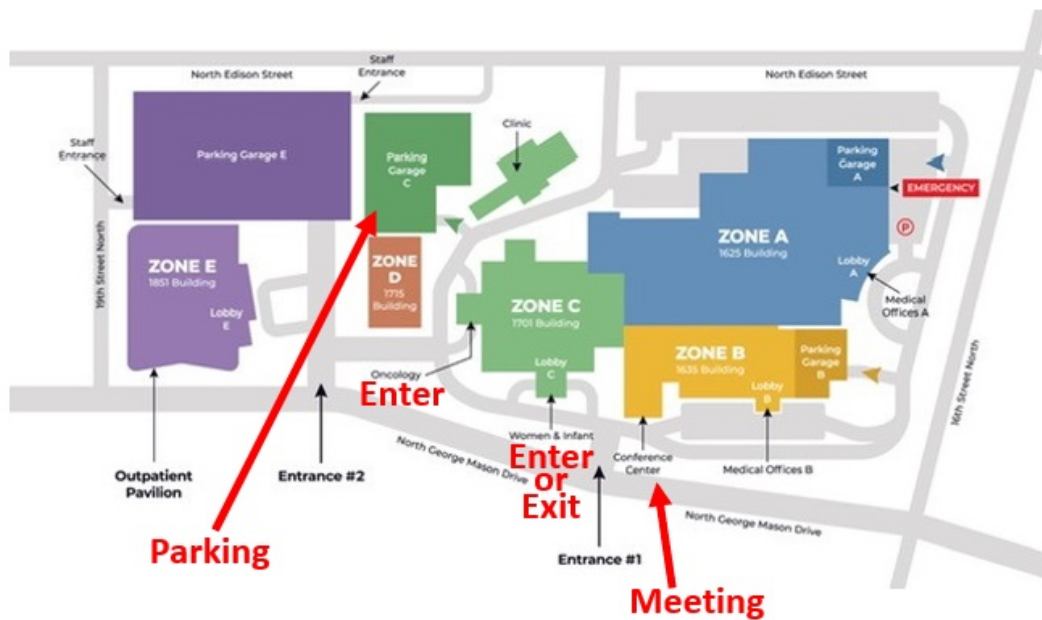 North Edison Street
Staff
Entrance
North Edison Street
Clinic
Parking Garage E
Parking
Garage
C
Parking
Garage
A
Staff
Entrance
EMERGENCY
P
19th Street North
ZONE E
1851 Building
Lobby
E
ZONE
D
1715
Building
ZONE C
1701 Building
Lobby
C
ZONE A
1625 Building
Lobby
A
Medical
Offices A
ZONE B
1635 Building
Lobby
B
Parking
Garage
B
16th Street North
Oncology
Enter
Women & Infant
Enter
or
Exit
Conference
Center
Medical Offices B
North George Mason Drive
North George Mason Drive
Outpatient
Pavilion
Entrance #2
Entrance #1
Parking
Meeting